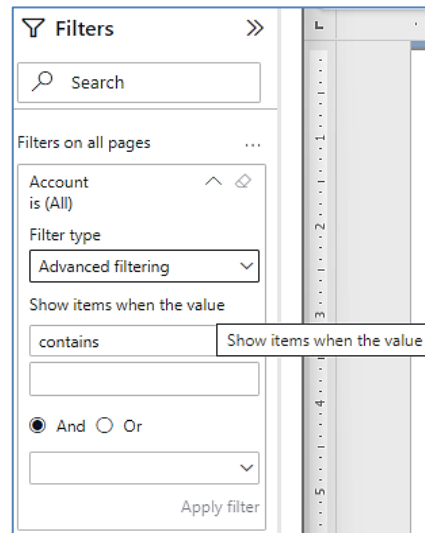 Filters
Search
Filters on all pages
...
Account
is (All)
Filter type
Advanced filtering
Show items when the value
contains
Show items when the value
And
Or
Apply filter
L
1
2
3
4
5